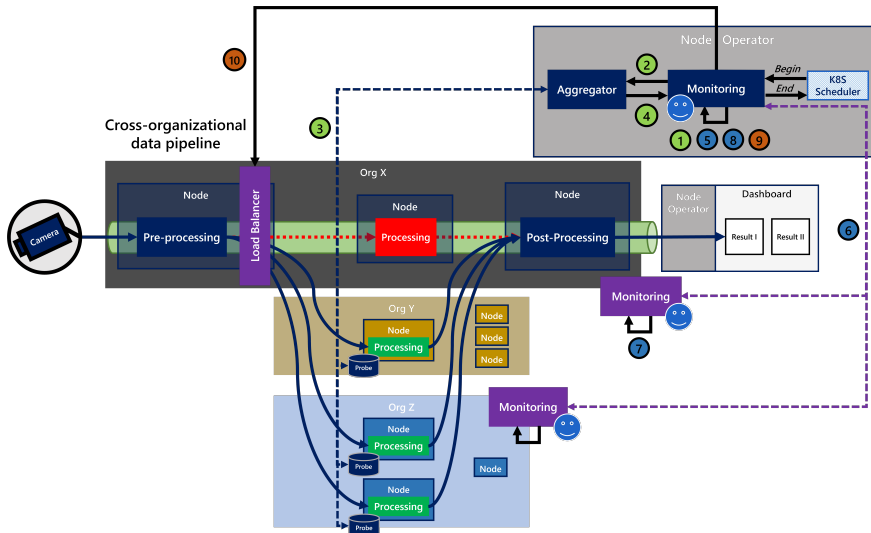 10
Node Operator
2
Begin
Aggregator
Monitoring
K8S
Scheduler
End
4
3
1
5
8
9
Cross-organizational
data pipeline
Org X
Node
Load Balancer
Node
Node
Node
Operator
Dashboard
Camera
Pre-processing
Processing
Post-Processing
Result I
Result II
6
Monitoring
7
Org Y
Node
Processing
Probe
Node
Node
Node
Org Z
Monitoring
Node
Processing
Probe
Node
Node
Processing
Probe